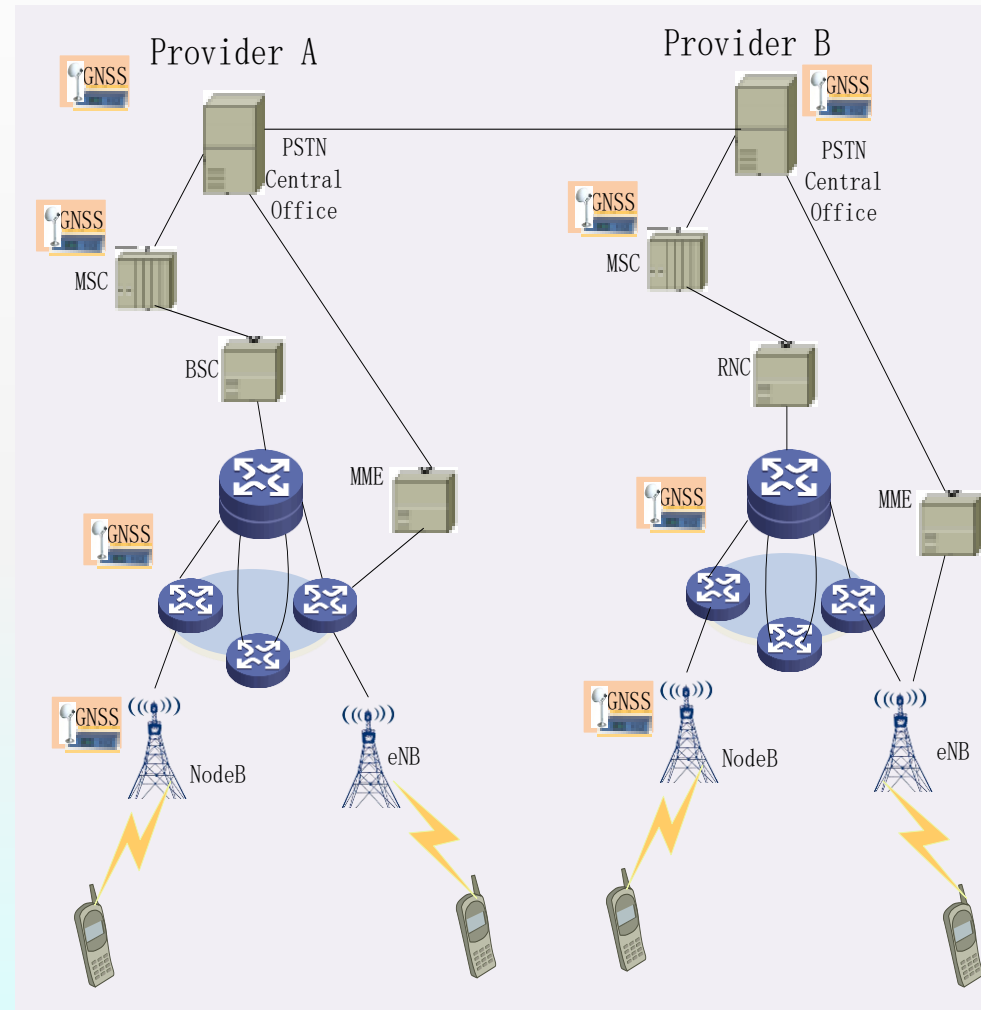 Provider A
Provider B
GNSS
GNSS
PSTN
Central
Office
PSTN
Central
Office
GNSS
GNSS
MSC
MSC
BSC
RNC
MME
MME
GNSS
GNSS
GNSS
GNSS
NodeB
eNB
NodeB
eNB